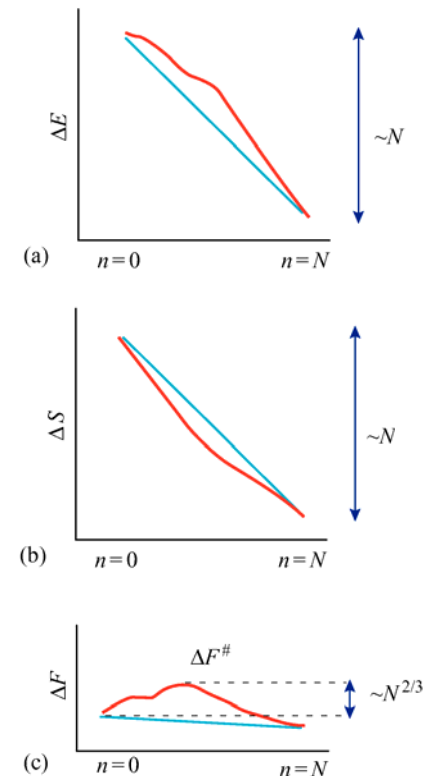 ΔE
~N
(a)
n=0
n=N
ΔS
~N
(b)
n=0
n=N
ΔF
ΔF^#
~N^{2/3}
(c)
n=0
n=N